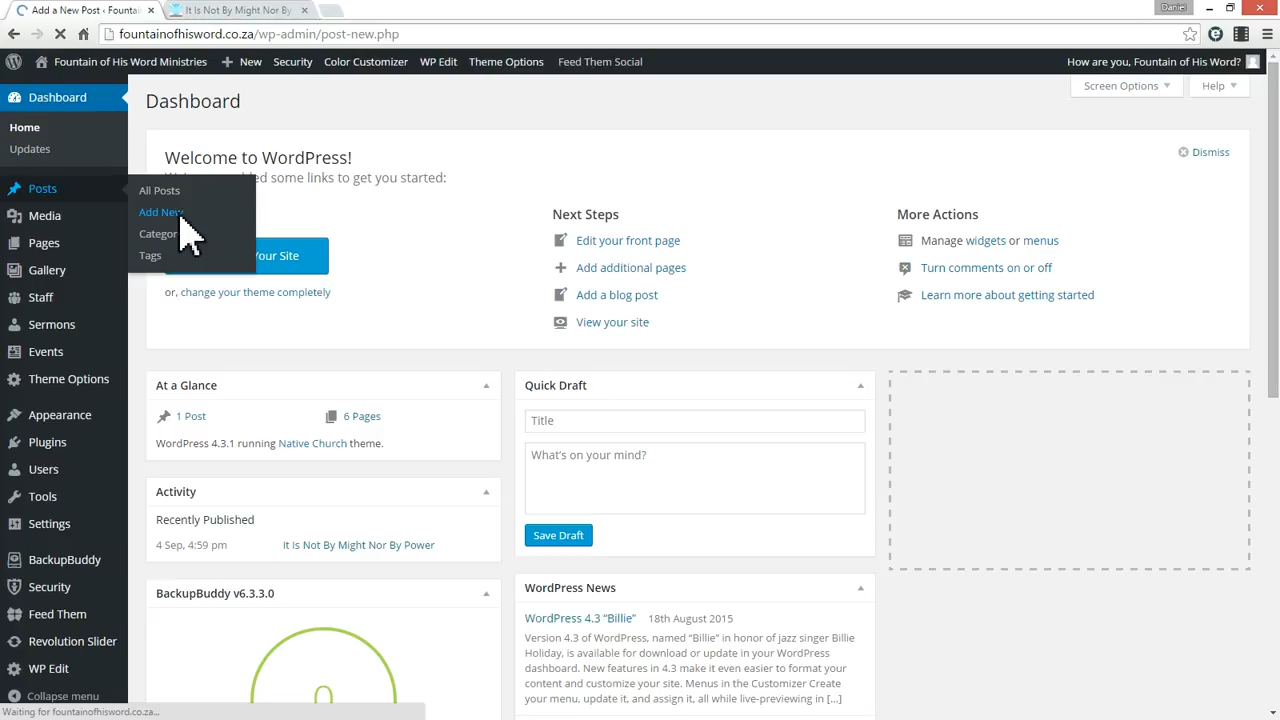 Add a New Post ‹ Fountai
It Is Not By Might Nor By
Daniel
fountainofhisword.co.za/wp-admin/post-new.php
Fountain of His Word Ministries
New
Security
Color Customizer
WP Edit
Theme Options
Feed Them Social
How are you, Fountain of His Word?
Dashboard
Home
Updates
Posts
Media
Pages
Gallery
Staff
Sermons
Events
Theme Options
Appearance
Plugins
Users
Tools
Settings
BackupBuddy
Security
Feed Them
Revolution Slider
WP Edit
Collapse menu
All Posts
Add New
Categor
Tags
Dashboard
Screen Options
Help
Welcome to WordPress!
ed some links to get you started:
Dismiss
Your Site
or, change your theme completely
Next Steps
Edit your front page
Add additional pages
Add a blog post
View your site
More Actions
Manage widgets or menus
Turn comments on or off
Learn more about getting started
At a Glance
1 Post
6 Pages
WordPress 4.3.1 running Native Church theme.
Activity
Recently Published
4 Sep, 4:59 pm
It Is Not By Might Nor By Power
BackupBuddy v6.3.3.0
0
Quick Draft
Title
What's on your mind?
Save Draft
WordPress News
WordPress 4.3 “Billie” 18th August 2015
Version 4.3 of WordPress, named “Billie” in honor of jazz singer Billie
Holiday, is available for download or update in your WordPress
dashboard. New features in 4.3 make it even easier to format your
content and customize your site. Menus in the Customizer Create
your menu, update it, and assign it, all while live-previewing in […]
Waiting for fountainofhisword.co.za...